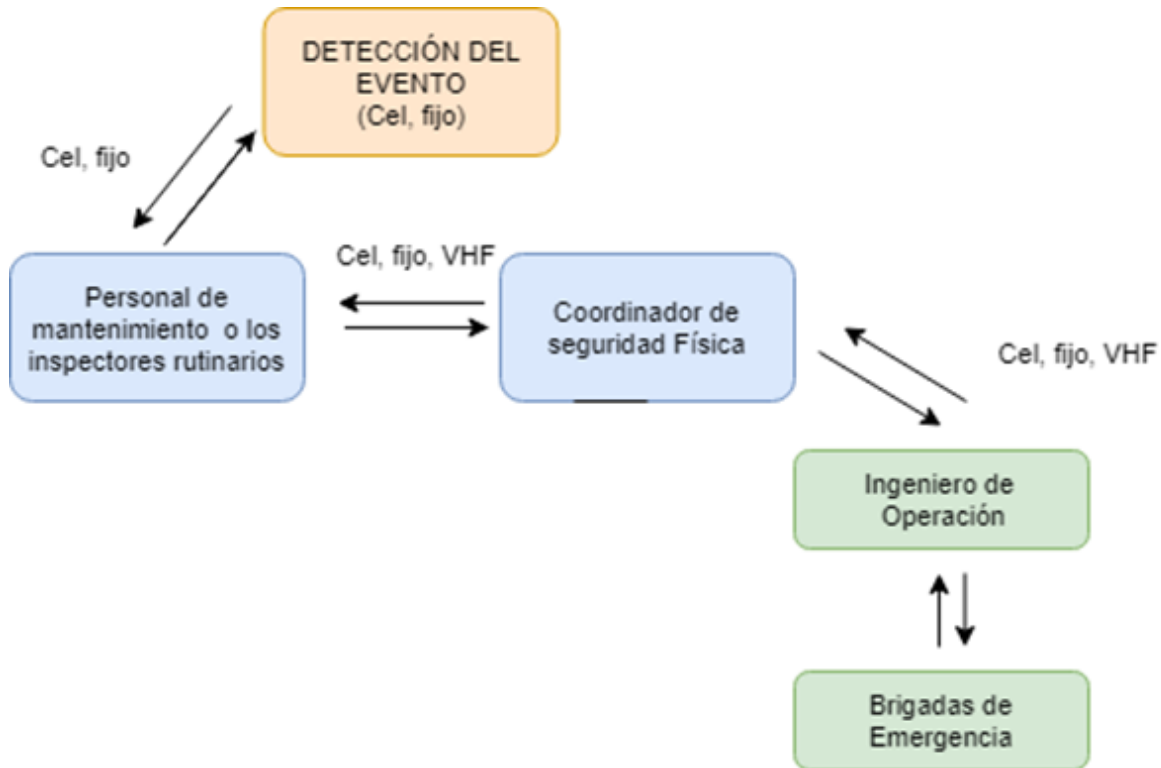 DETECCIÓN DEL
EVENTO
(Cel, fijo)
Cel, fijo
Cel, fijo, VHF
Personal de
mantenimiento o los
inspectores rutinarios
Coordinador de
seguridad Física
Cel, fijo, VHF
Ingeniero de
Operación
Brigadas de
Emergencia